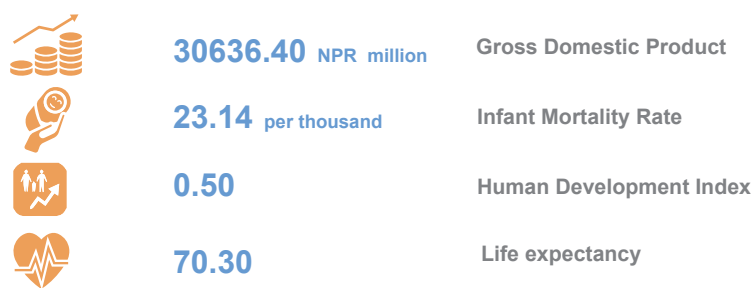 30636.40 NPR million Gross Domestic Product
23.14 per thousand Infant Mortality Rate
0.50 Human Development Index
70.30 Life expectancy